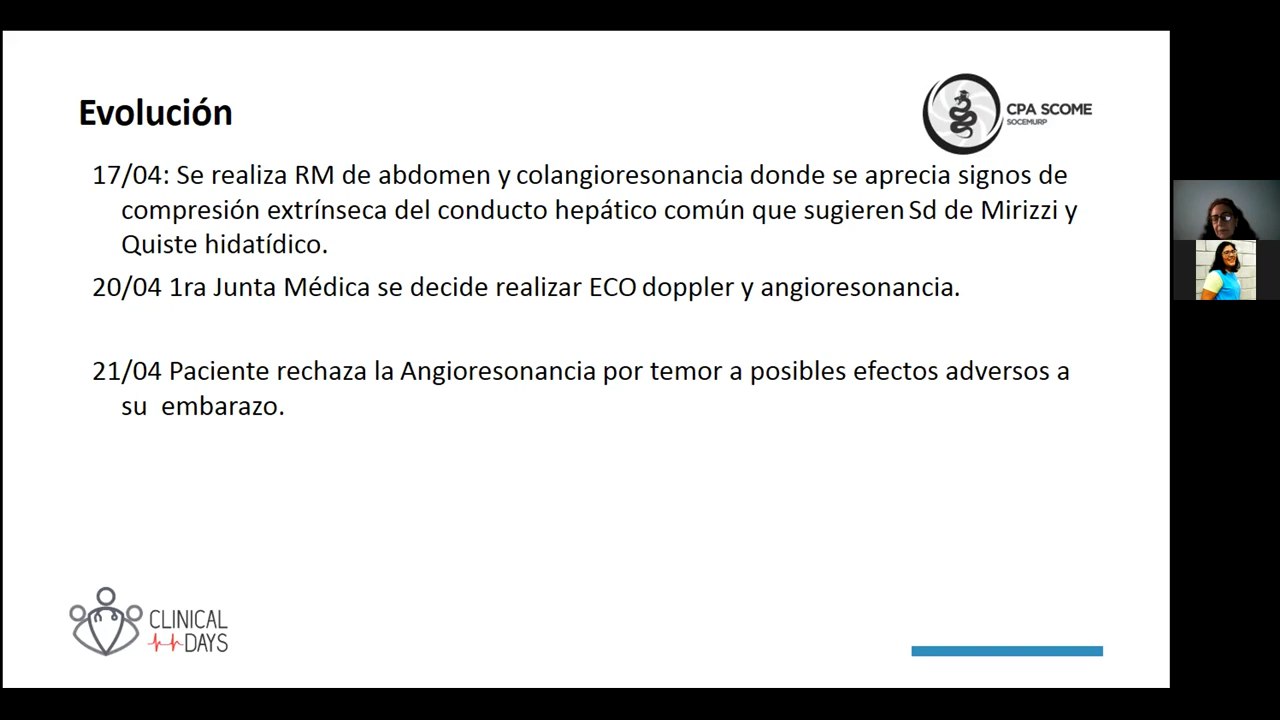 Evolución
CPA SCOME
SOCEMURP
17/04: Se realiza RM de abdomen y colangioresonancia donde se aprecia signos de
compresión extrínseca del conducto hepático común que sugieren Sd de Mirizzi y
Quiste hidatídico.
20/04 1ra Junta Médica se decide realizar ECO doppler y angioresonancia.
21/04 Paciente rechaza la Angioresonancia por temor a posibles efectos adversos a
su embarazo.
CLINICAL
DAYS